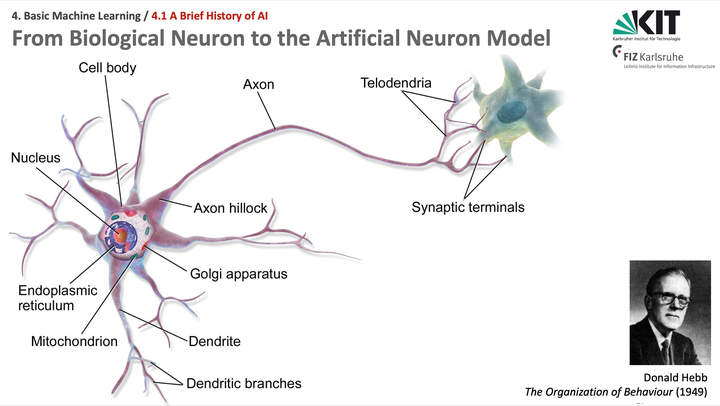 4. Basic Machine Learning / 4.1 A Brief History of AI
From Biological Neuron to the Artificial Neuron Model
KIT
Karlsruher Institut für Technologie
FIZ Karlsruhe
Leibniz Institute for Information Infrastructure
Cell body
Axon
Telodendria
Nucleus
Axon hillock
Synaptic terminals
Golgi apparatus
Endoplasmic
reticulum
Mitochondrion
Dendrite
Dendritic branches
Donald Hebb
The Organization of Behaviour (1949)